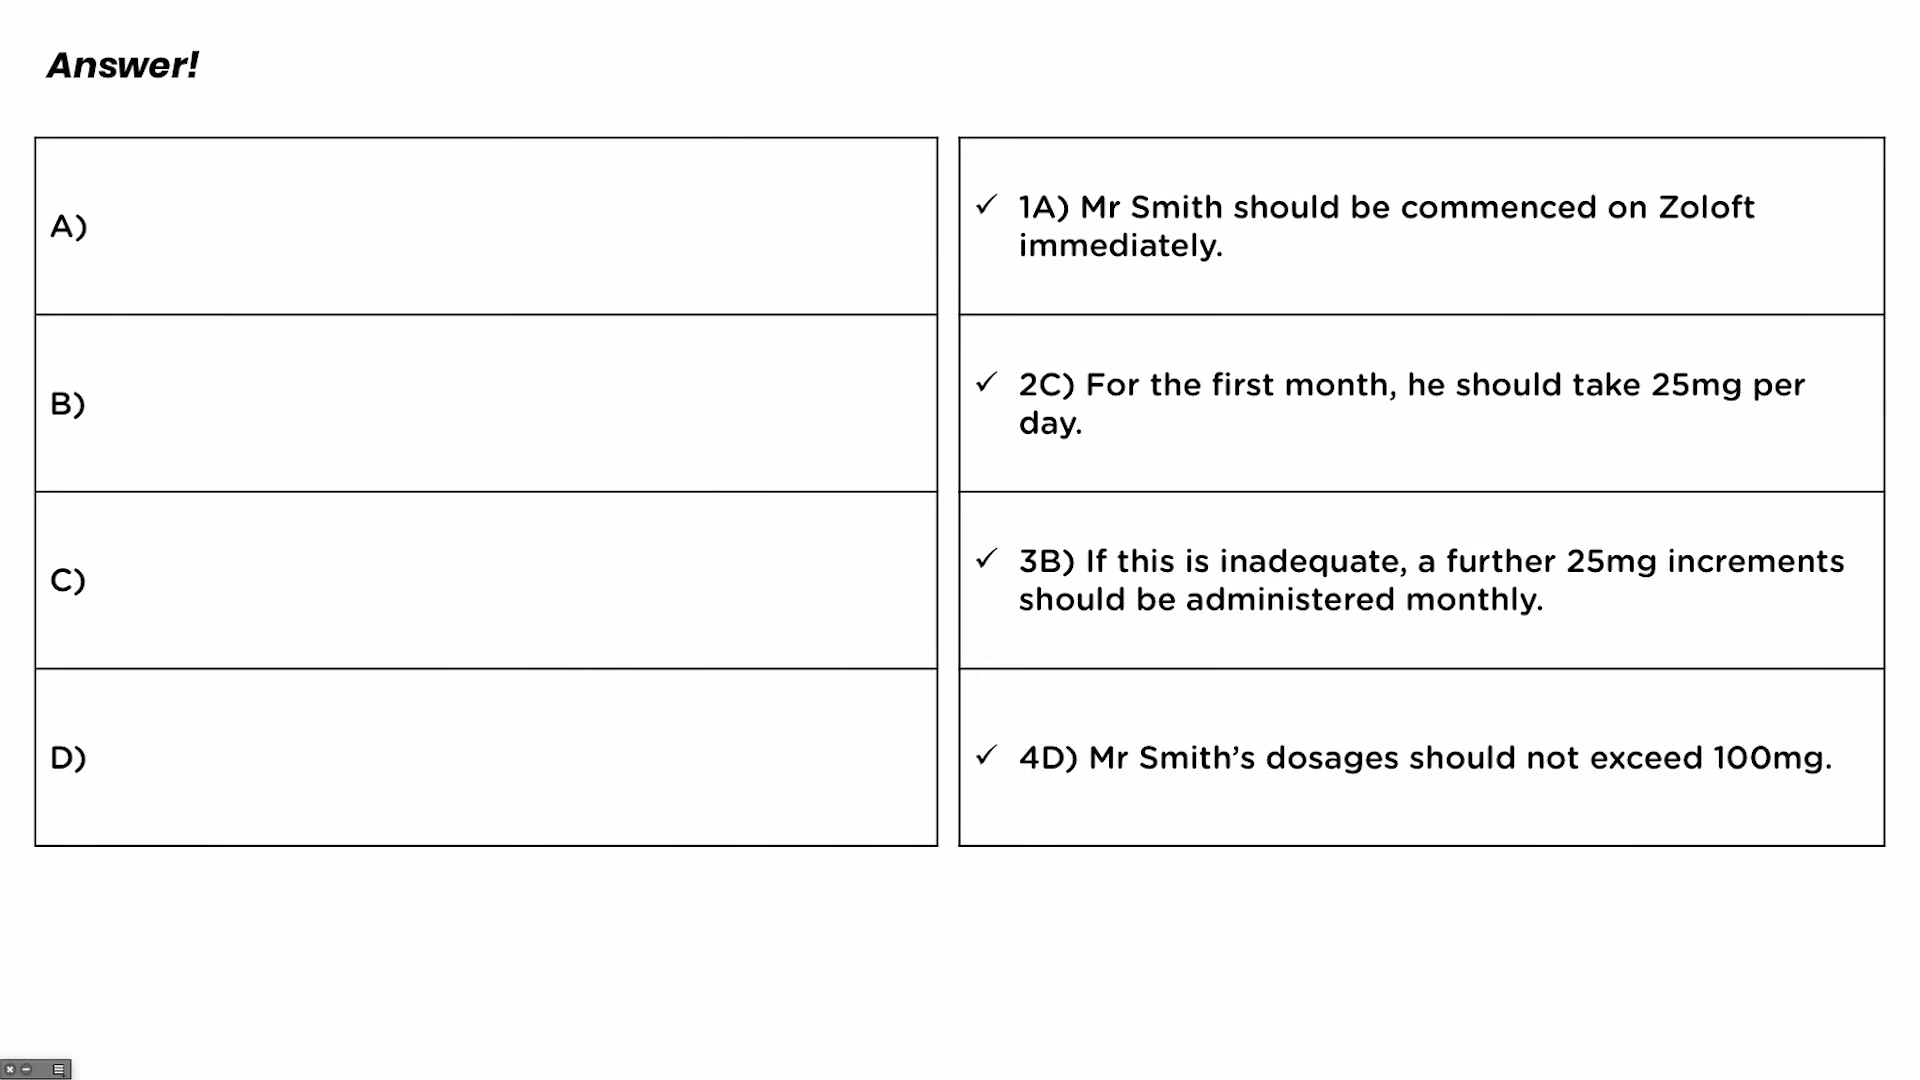 Answer!
A)
✓ 1A) Mr Smith should be commenced on Zoloft
immediately.
B)
✓ 2C) For the first month, he should take 25mg per
day.
C)
✓ 3B) If this is inadequate, a further 25mg increments
should be administered monthly.
D)
✓ 4D) Mr Smith’s dosages should not exceed 100mg.